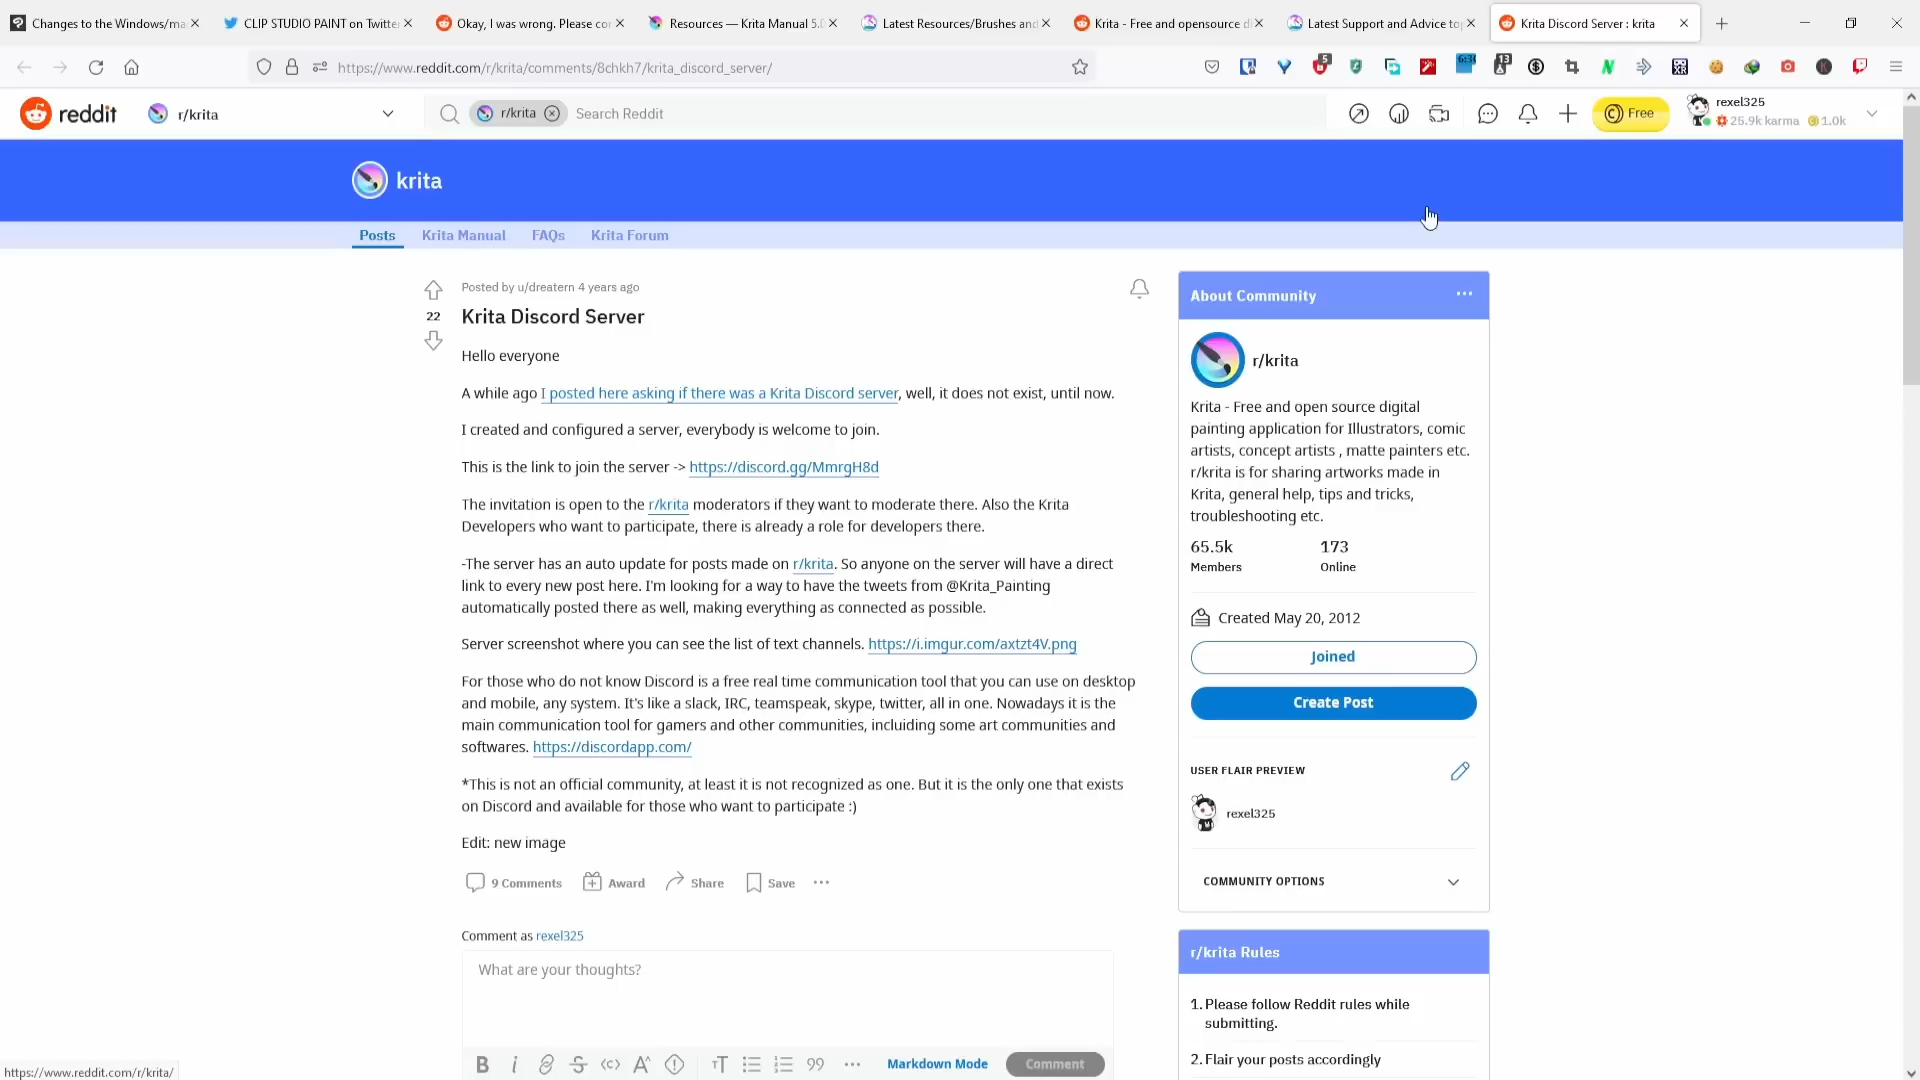 Changes to the Windows/ma
CLIP STUDIO PAINT on Twitte
Okay, I was wrong. Please co
Resources — Krita Manual 5.
Latest Resources/Brushes and
Krita - Free and opensource d
Latest Support and Advice to
Krita Discord Server : krita
https://www.reddit.com/r/krita/comments/8chkh7/krita_discord_server/
5
6:3
13
reddit
r/krita
r/krita
Search Reddit
Free
rexel325
25.9k karma
1.0k
krita
Posts
Krita Manual
FAQs
Krita Forum
Posted by u/dreatern 4 years ago
22
Krita Discord Server
Hello everyone
A while ago I posted here asking if there was a Krita Discord server, well, it does not exist, until now.
I created and configured a server, everybody is welcome to join.
This is the link to join the server -> https://discord.gg/MmrgH8d
The invitation is open to the r/krita moderators if they want to moderate there. Also the Krita
Developers who want to participate, there is already a role for developers there.
-The server has an auto update for posts made on r/krita. So anyone on the server will have a direct
link to every new post here. I'm looking for a way to have the tweets from @Krita_Painting
automatically posted there as well, making everything as connected as possible.
Server screenshot where you can see the list of text channels. https://i.imgur.com/axtzt4V.png
For those who do not know Discord is a free real time communication tool that you can use on desktop
and mobile, any system. It's like a slack, IRC, teamspeak, skype, twitter, all in one. Nowadays it is the
main communication tool for gamers and other communities, incluiding some art communities and
softwares. https://discordapp.com/
*This is not an official community, at least it is not recognized as one. But it is the only one that exists
on Discord and available for those who want to participate :)
Edit: new image
9 Comments
Award
Share
Save
Comment as rexel325
What are your thoughts?
Markdown Mode
Comment
About Community
r/krita
Krita - Free and open source digital
painting application for Illustrators, comic
artists, concept artists , matte painters etc.
r/krita is for sharing artworks made in
Krita, general help, tips and tricks,
troubleshooting etc.
65.5k
Members
173
Online
Created May 20, 2012
Joined
Create Post
USER FLAIR PREVIEW
rexel325
COMMUNITY OPTIONS
r/krita Rules
1. Please follow Reddit rules while
submitting.
2. Flair your posts accordingly
https://www.reddit.com/r/krita/